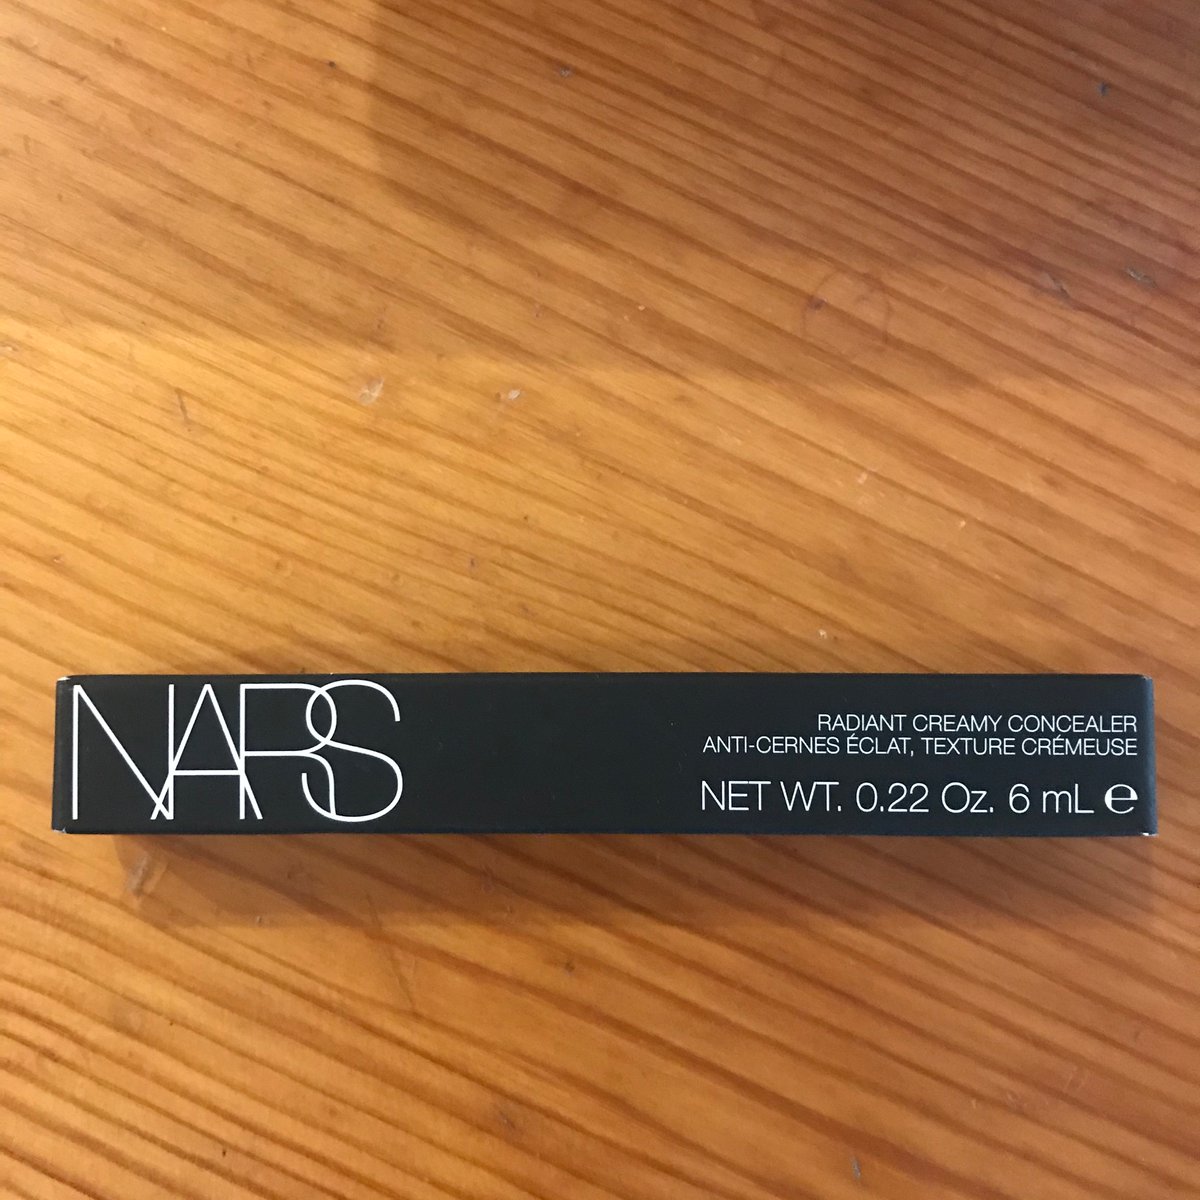 NARS
RADIANT CREAMY CONCEALER
ANTI-CERNES ÉCLAT, TEXTURE CRÉMEUSE
NET WT. 0.22 Oz. 6 mL ℮